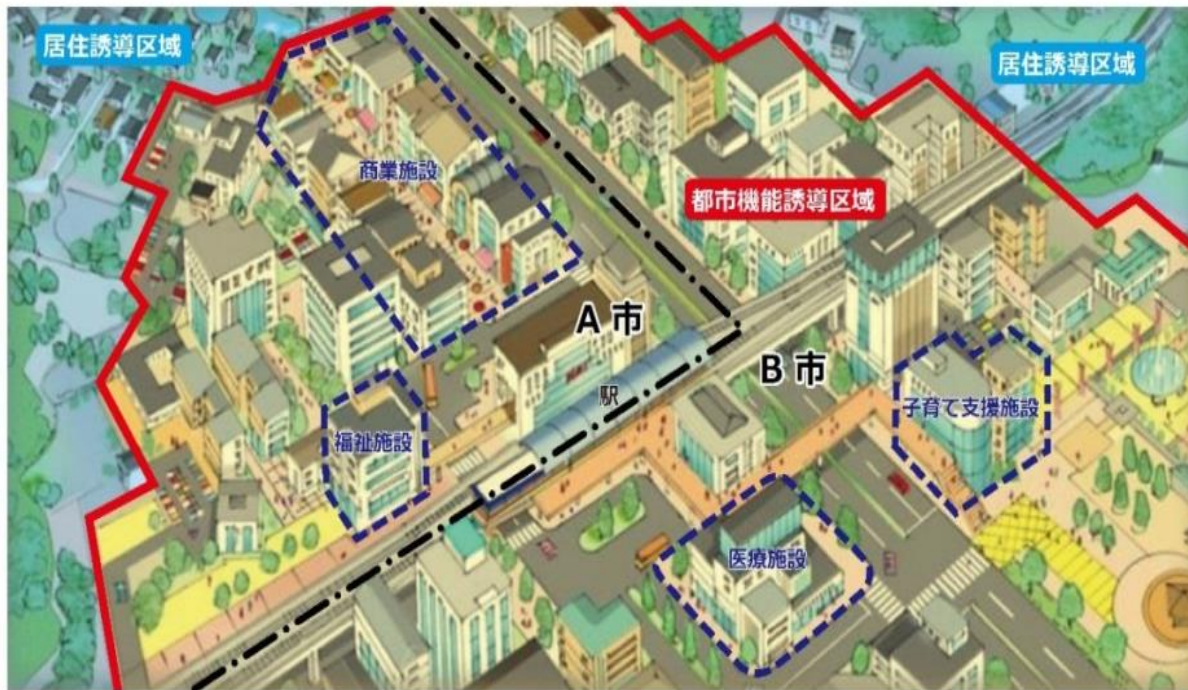 居住誘導区域
居住誘導区域
商業施設
都市機能誘導区域
A市
B市
駅
子育て支援施設
福祉施設
医療施設